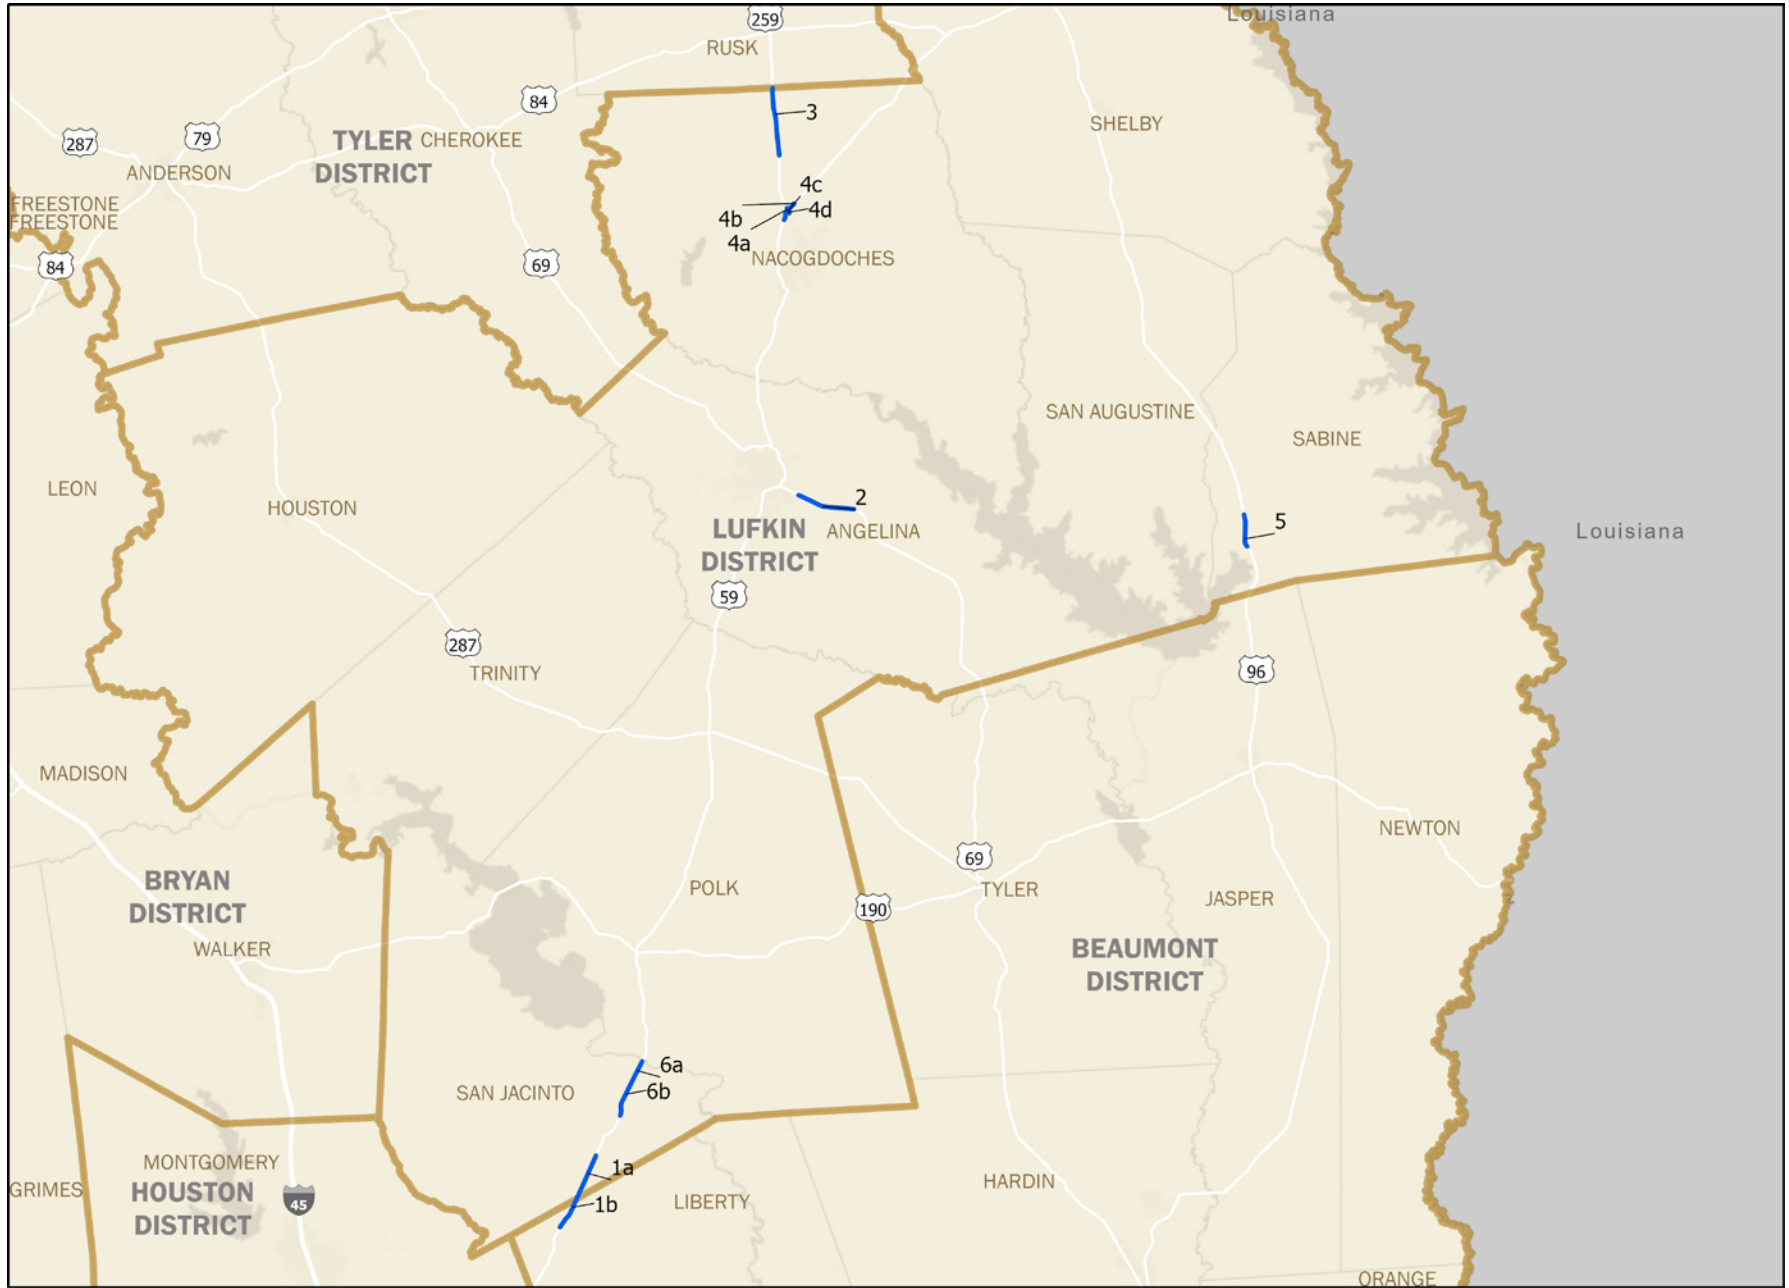 Louisiana
259
RUSK
84
3
SHELBY
287
79
TYLER
DISTRICT
CHEROKEE
ANDERSON
4c
FREESTONE
FREESTONE
4b
4d
4a
84
69
NACOGDOCHES
SAN AUGUSTINE
SABINE
LEON
HOUSTON
2
LUFKIN
DISTRICT
ANGELINA
5
Louisiana
59
287
TRINITY
96
MADISON
NEWTON
69
BRYAN
DISTRICT
POLK
TYLER
JASPER
190
WALKER
BEAUMONT
DISTRICT
6a
SAN JACINTO
6b
MONTGOMERY
1a
GRIMES
HOUSTON
DISTRICT
45
1b
LIBERTY
HARDIN
ORANGE